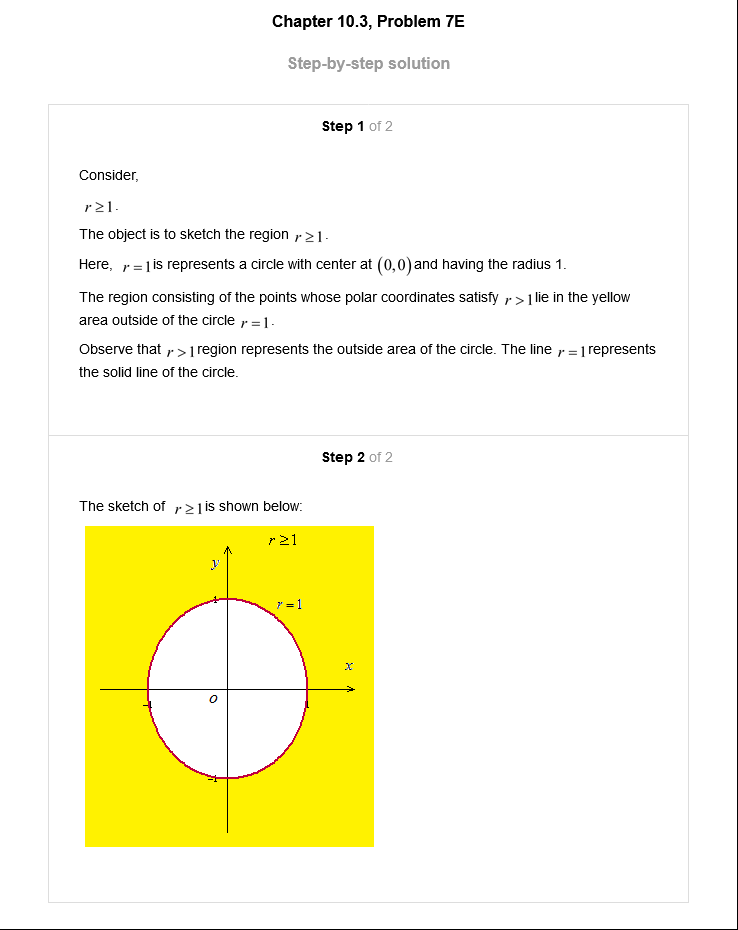 Chapter 10.3, Problem 7E
Step-by-step solution
Step 1 of 2
Consider,
r ≥ 1.
The object is to sketch the region r ≥ 1.
Here, r = 1 is represents a circle with center at (0,0) and having the radius 1.
The region consisting of the points whose polar coordinates satisfy r > 1 lie in the yellow
area outside of the circle r = 1.
Observe that r > 1 region represents the outside area of the circle. The line r = 1 represents
the solid line of the circle.
Step 2 of 2
The sketch of r ≥ 1 is shown below:
r ≥ 1
y
1
r = 1
x
O
-1
1
-1